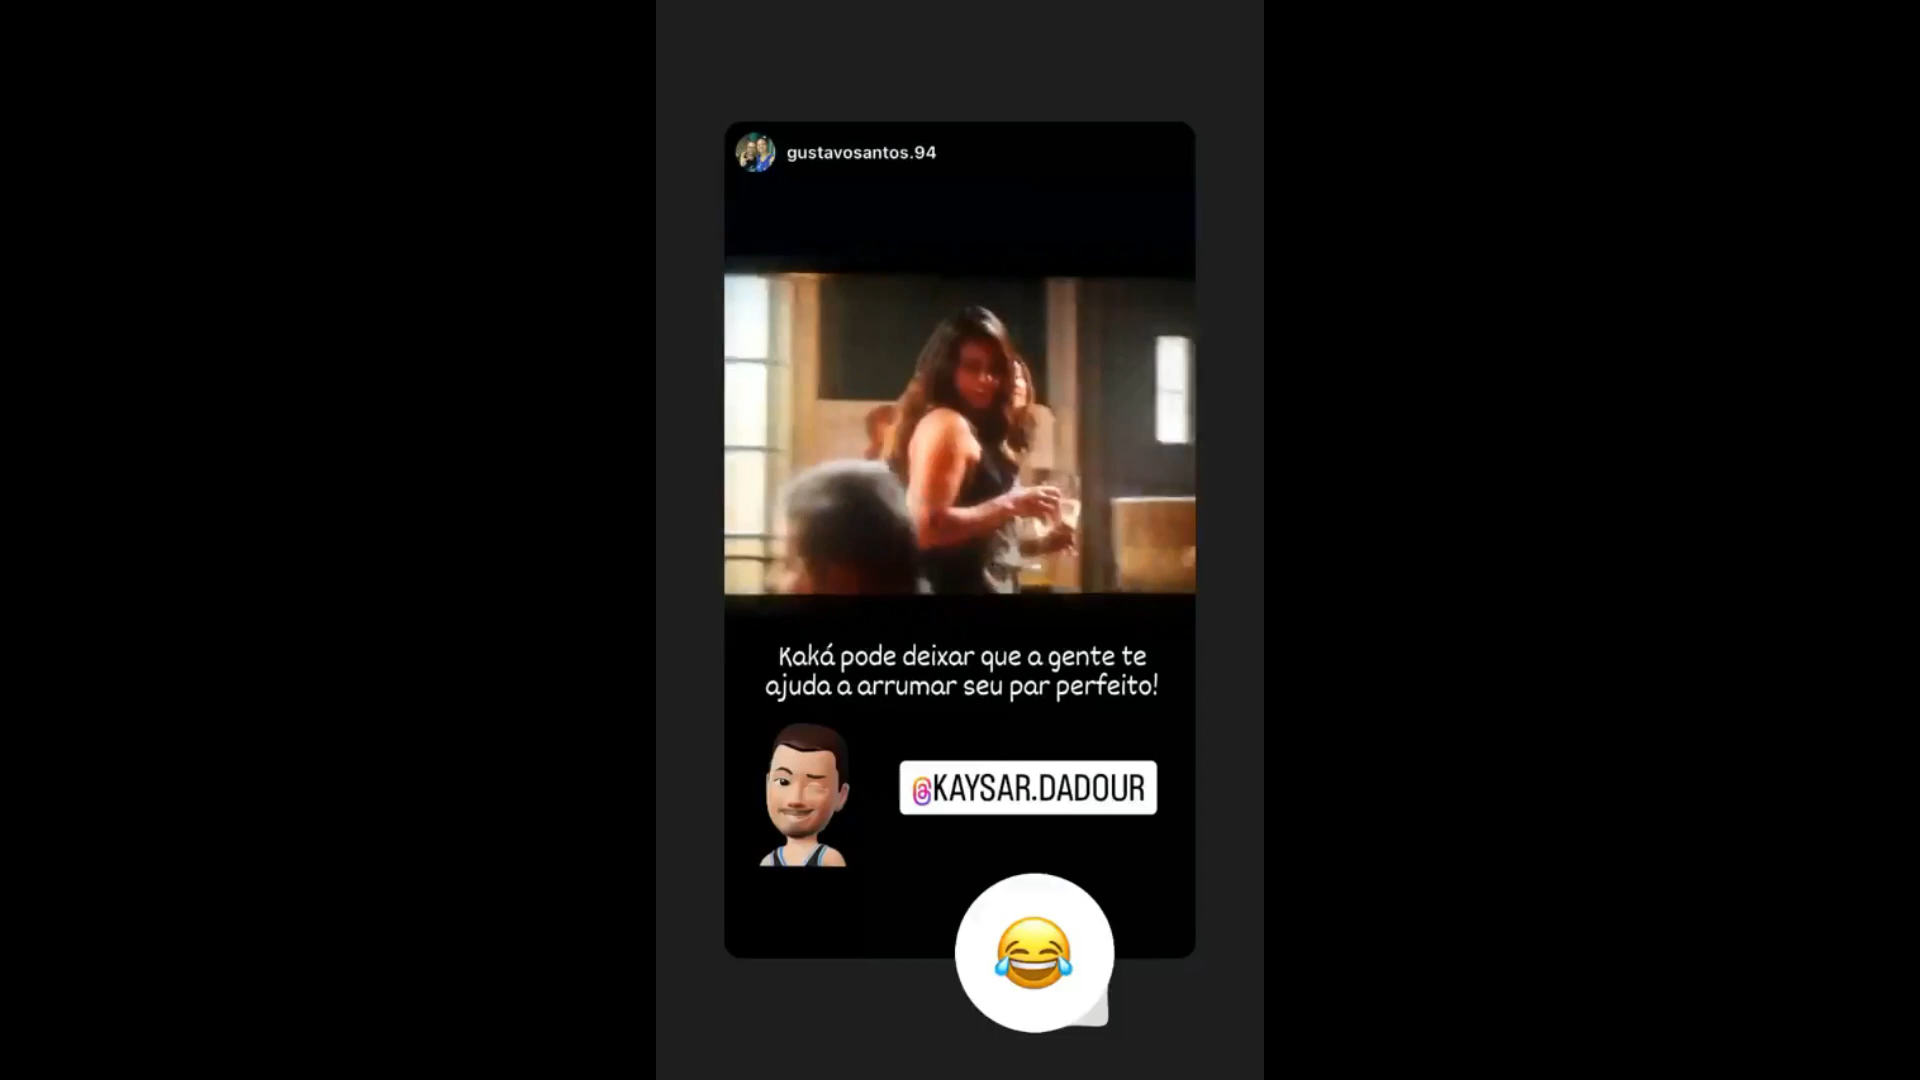 gustavosantos.94
Kaká pode deixar que a gente te
ajuda a arrumar seu par perfeito!
@KAYSAR.DADOUR